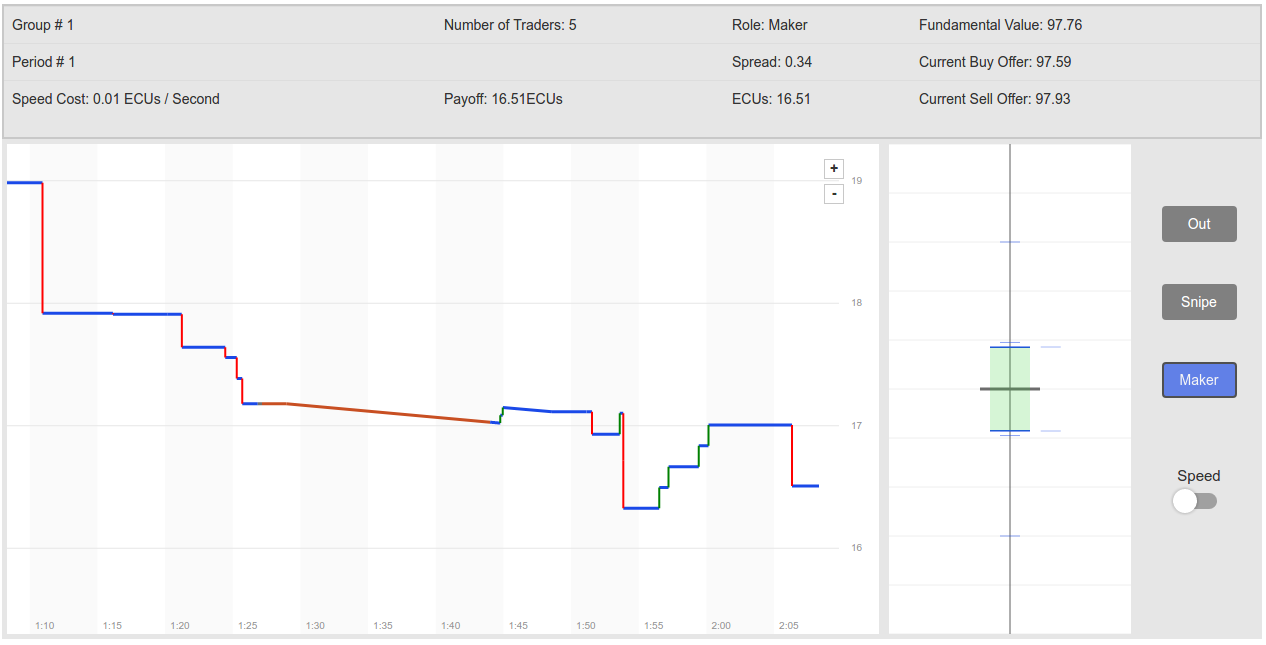 Group # 1 Number of Traders: 5 Role: Maker Fundamental Value: 97.76
Period # 1 Spread: 0.34 Current Buy Offer: 97.59
Speed Cost: 0.01 ECUs / Second Payoff: 16.51ECUs ECUs: 16.51 Current Sell Offer: 97.93
+
19
-
Out
Snipe
18
Maker
17
Speed
16
1:10 1:15 1:20 1:25 1:30 1:35 1:40 1:45 1:50 1:55 2:00 2:05